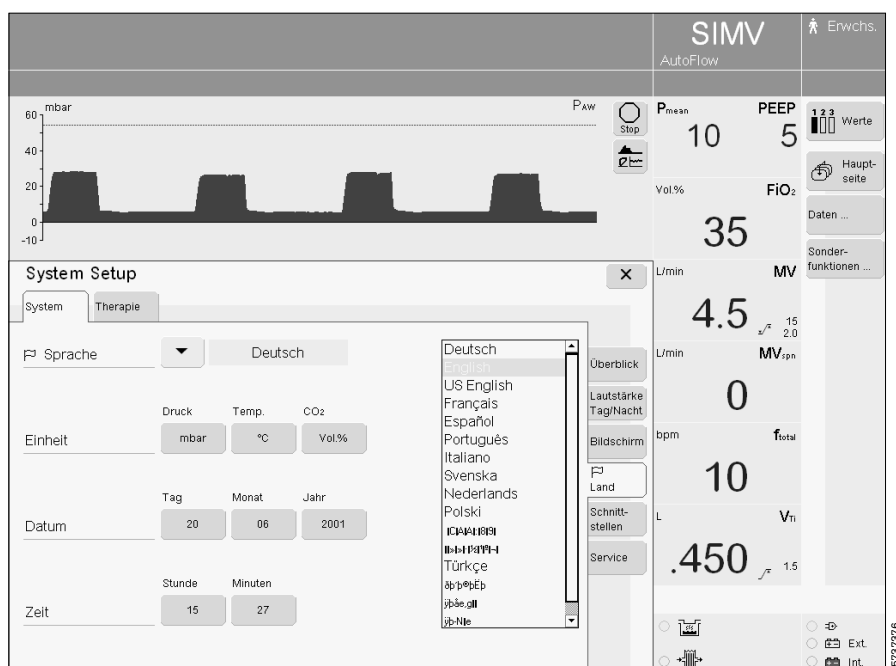 SIMV
AutoFlow
Erwchs.
mbar
PAW
60
40
20
0
-10
Stop
Pmean PEEP
10 5
Vol.% FiO2
35
L/min MV
4.5
15
2.0
L/min MVspn
0
bpm ftotal
10
L VTi
.450
1.5
1 2 3
Werte
Haupt-
seite
Daten ...
Sonder-
funktionen ...
System Setup
System Therapie
Sprache Deutsch
Druck Temp. CO2
Einheit mbar °C Vol.%
Tag Monat Jahr
Datum 20 06 2001
Stunde Minuten
Zeit 15 27
Deutsch
English
US English
Français
Español
Português
Italiano
Svenska
Nederlands
Polski
Türkçe
Überblick
Lautstärke
Tag/Nacht
Bildschirm
Land
Schnitt-
stellen
Service
Ext.
Int.